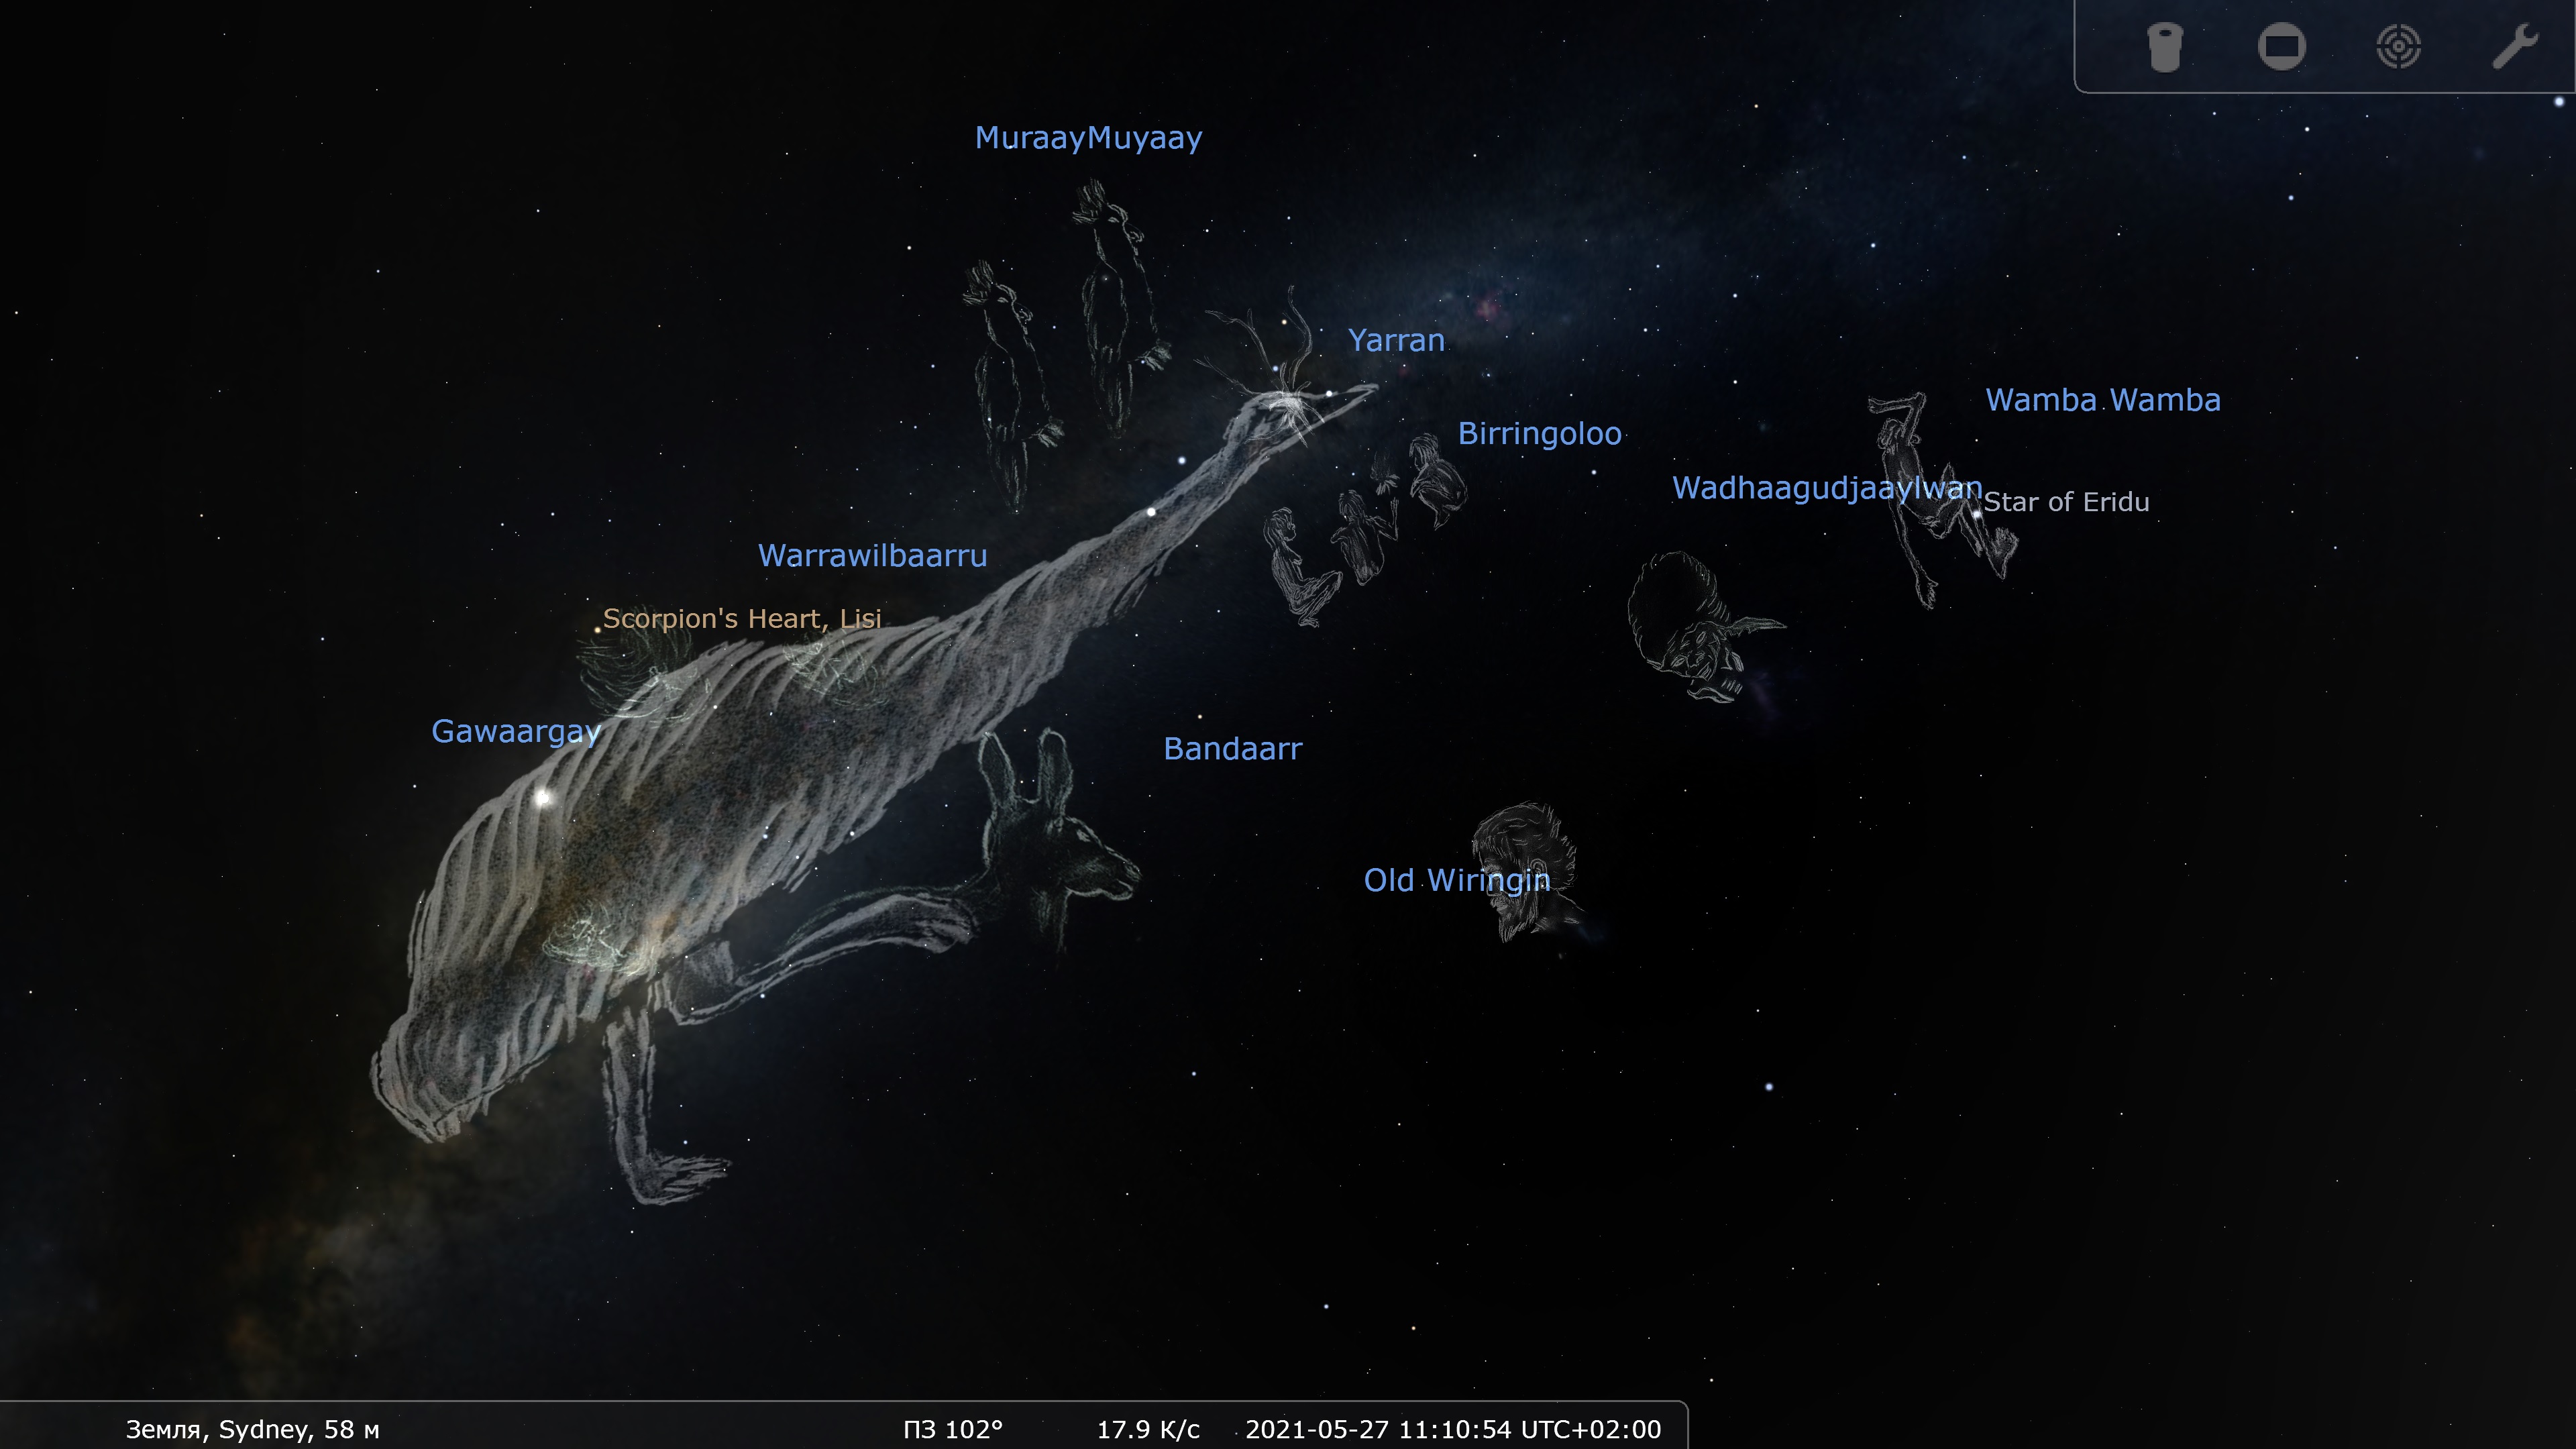 MuraayMuyaay
Yarran
Wamba Wamba
Birringoloo
Wadhaagudjaaylwan
Star of Eridu
Warrawilbaarru
Scorpion's Heart, Lisi
Gawaargay
Bandaarr
Old Wiringin
Земля, Sydney, 58 м ПЗ 102° 17.9 К/с 2021-05-27 11:10:54 UTC+02:00